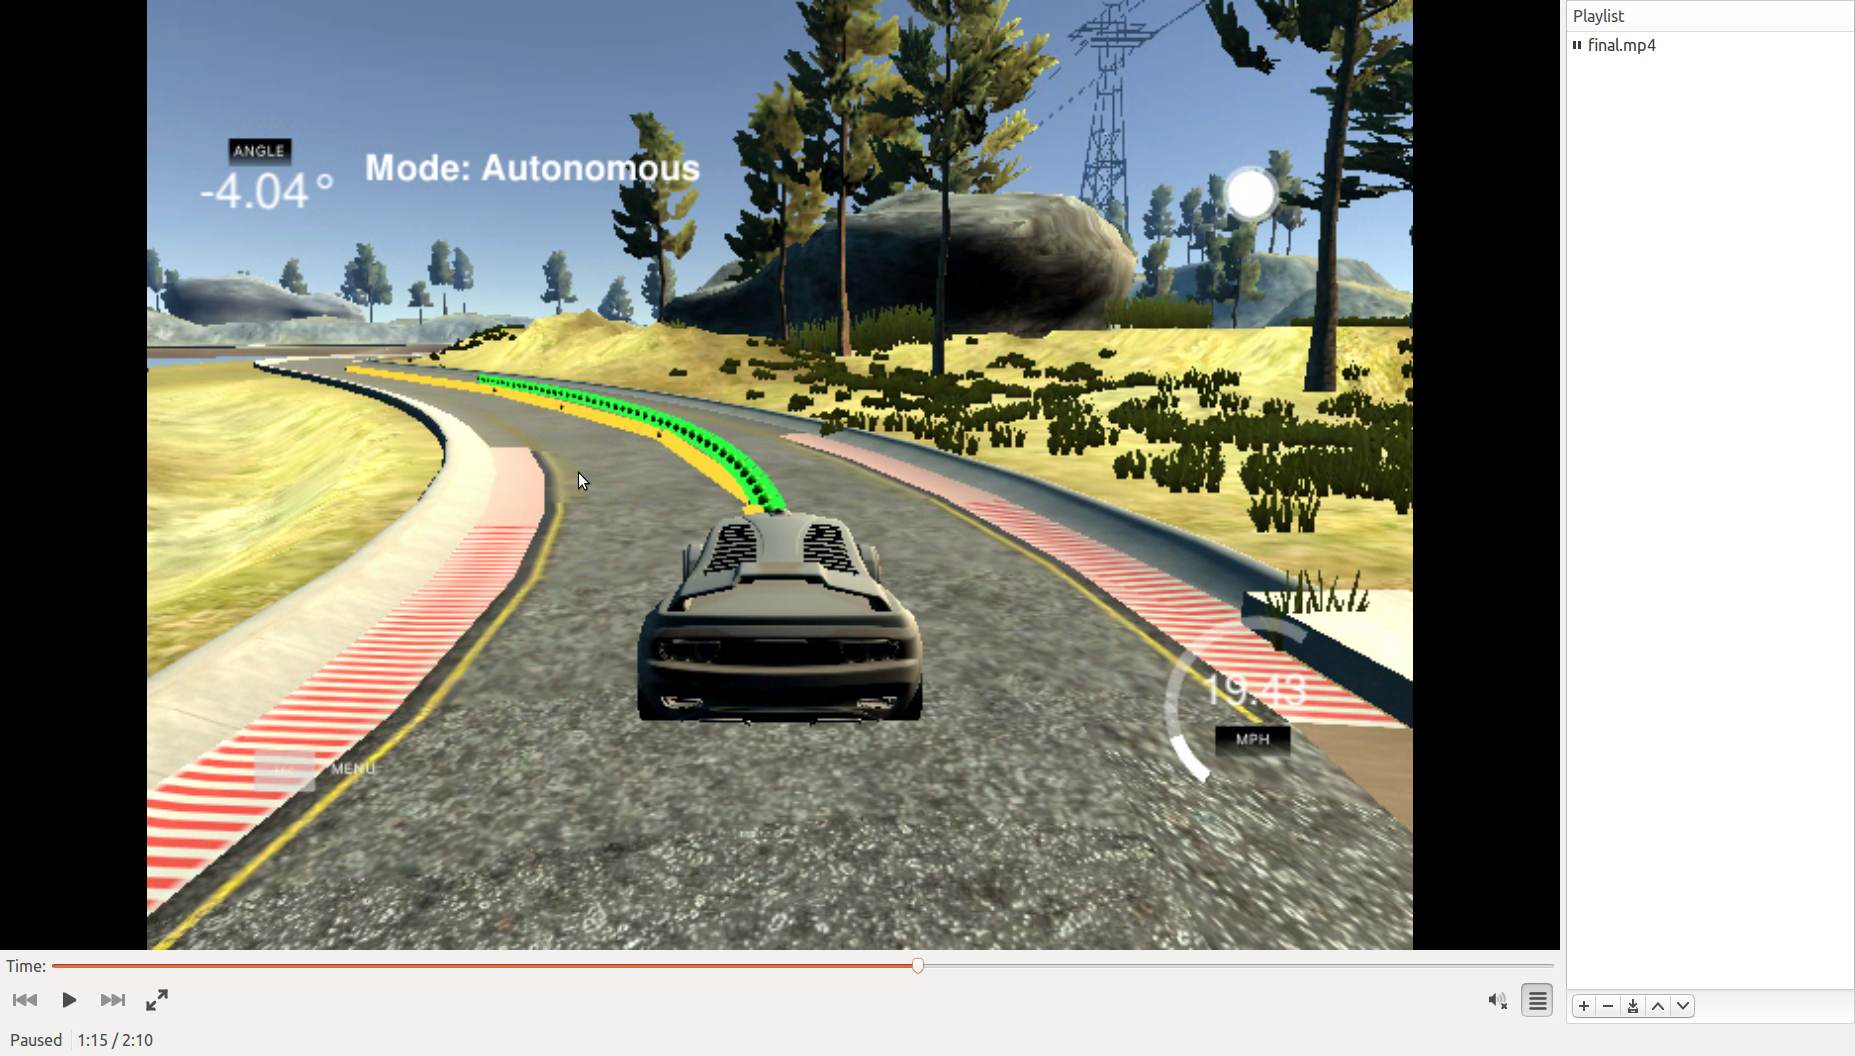 Playlist
final.mp4
ANGLE
-4.04°
Mode: Autonomous
19.43
MPH
MENU
Time:
Paused 1:15 / 2:10